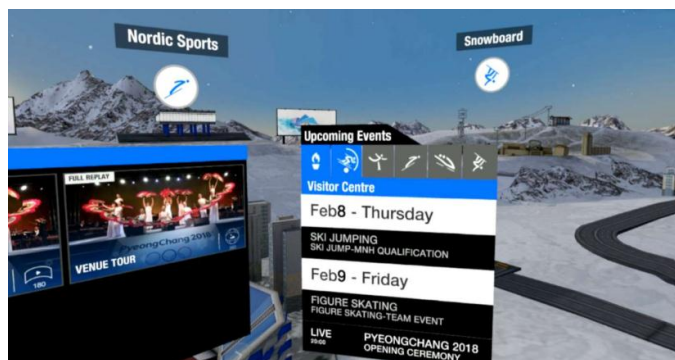 Nordic Sports
Snowboard
Upcoming Events
FULL REPLAY
Visitor Centre
Feb8 - Thursday
SKI JUMPING
SKI JUMP-MNH QUALIFICATION
PyeongChang 2018
VENUE TOUR
180
Feb9 - Friday
FIGURE SKATING
FIGURE SKATING-TEAM EVENT
LIVE
PYEONGCHANG 2018
OPENING CEREMONY